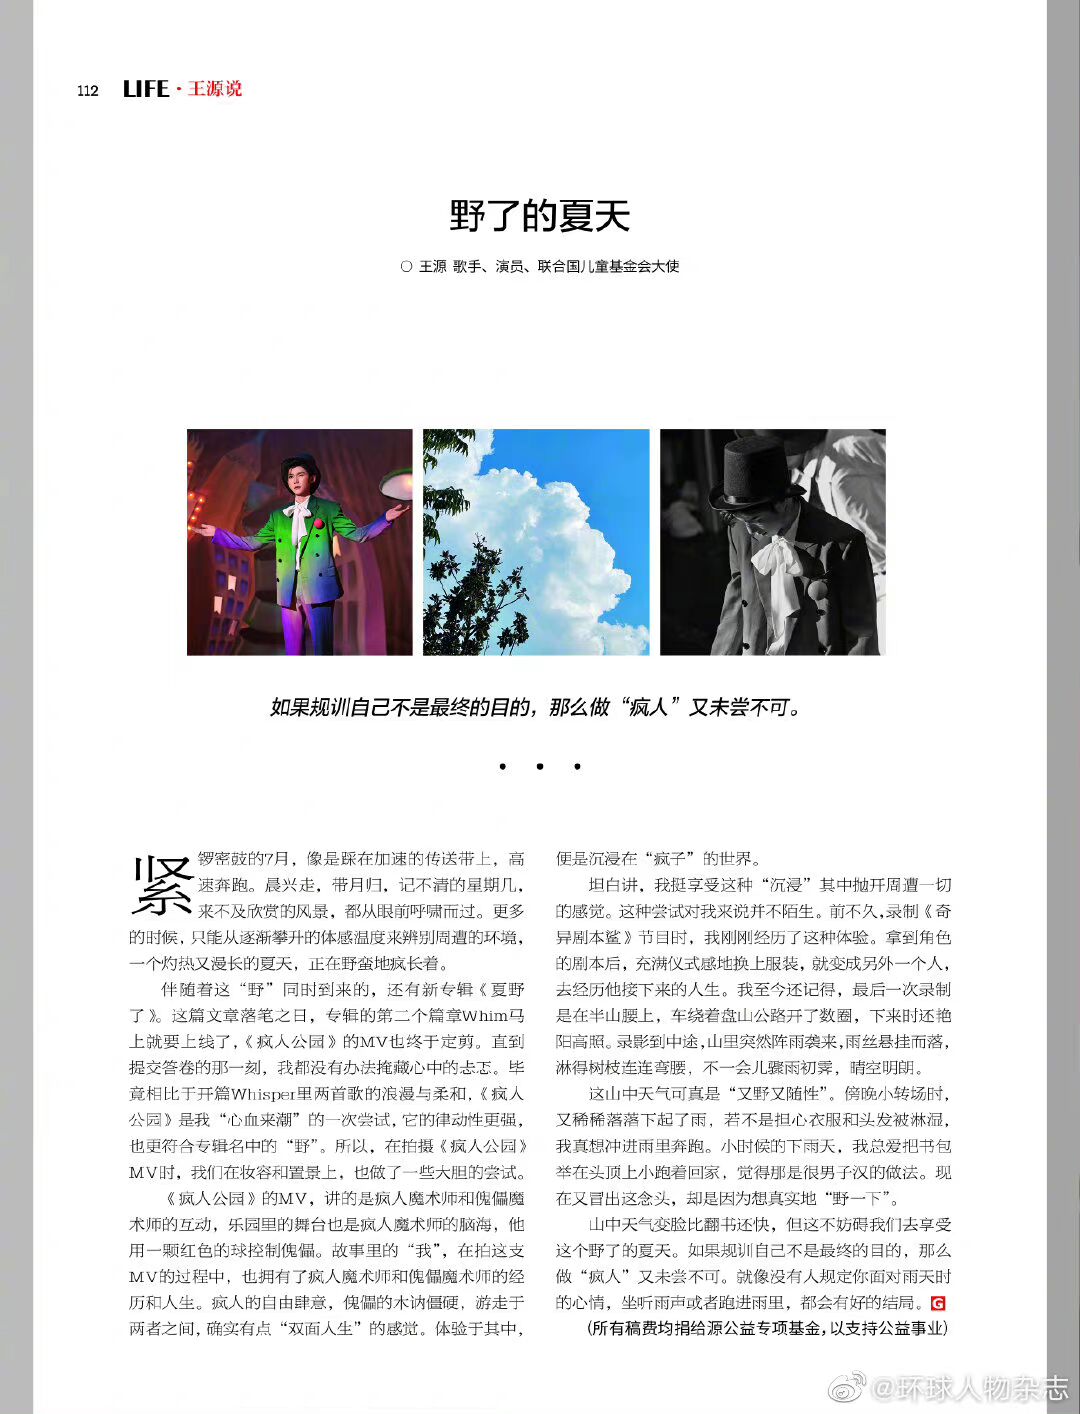 112 LIFE·王源说
野了的夏天
○ 王源 歌手、演员、联合国儿童基金会大使
如果规训自己不是最终的目的，那么做“疯人”又未尝不可。
• • •
紧锣密鼓的7月，像是踩在加速的传送带上，高
速奔跑。晨兴走，带月归，记不清的星期几，
来不及欣赏的风景，都从眼前呼啸而过。更多
的时候，只能从逐渐攀升的体感温度来辨别周遭的环境，
一个灼热又漫长的夏天，正在野蛮地疯长着。
伴随着这“野”同时到来的，还有新专辑《夏野
了》。这篇文章落笔之日，专辑的第二个篇章Whim马
上就要上线了，《疯人公园》的MV也终于定剪。直到
提交答卷的那一刻，我都没有办法掩藏心中的忐忑。毕
竟相比于开篇Whisper里两首歌的浪漫与柔和，《疯人
公园》是我“心血来潮”的一次尝试，它的律动性更强，
也更符合专辑名中的“野”。所以，在拍摄《疯人公园》
MV时，我们在妆容和置景上，也做了一些大胆的尝试。
《疯人公园》的MV，讲的是疯人魔术师和傀儡魔
术师的互动，乐园里的舞台也是疯人魔术师的脑海，他
用一颗红色的球控制傀儡。故事里的“我”，在拍这支
MV的过程中，也拥有了疯人魔术师和傀儡魔术师的经
历和人生。疯人的自由肆意，傀儡的木讷僵硬，游走于
两者之间，确实有点“双面人生”的感觉。体验于其中，
便是沉浸在“疯子”的世界。
坦白讲，我挺享受这种“沉浸”其中抛开周遭一切
的感觉。这种尝试对我来说并不陌生。前不久，录制《奇
异剧本鲨》节目时，我刚刚经历了这种体验。拿到角色
的剧本后，充满仪式感地换上服装，就变成另外一个人，
去经历他接下来的人生。我至今还记得，最后一次录制
是在半山腰上，车绕着盘山公路开了数圈，下来时还艳
阳高照。录影到中途，山里突然阵雨袭来，雨丝悬挂而落，
淋得树枝连连弯腰，不一会儿骤雨初霁，晴空明朗。
这山中天气可真是“又野又随性”。傍晚小转场时，
又稀稀落落下起了雨，若不是担心衣服和头发被淋湿，
我真想冲进雨里奔跑。小时候的下雨天，我总爱把书包
举在头顶上小跑着回家，觉得那是很男子汉的做法。现
在又冒出这念头，却是因为想真实地“野一下”。
山中天气变脸比翻书还快，但这不妨碍我们去享受
这个野了的夏天。如果规训自己不是最终的目的，那么
做“疯人”又未尝不可。就像没有人规定你面对雨天时
的心情，坐听雨声或者跑进雨里，都会有好的结局。G
（所有稿费均捐给源公益专项基金，以支持公益事业）
@环球人物杂志